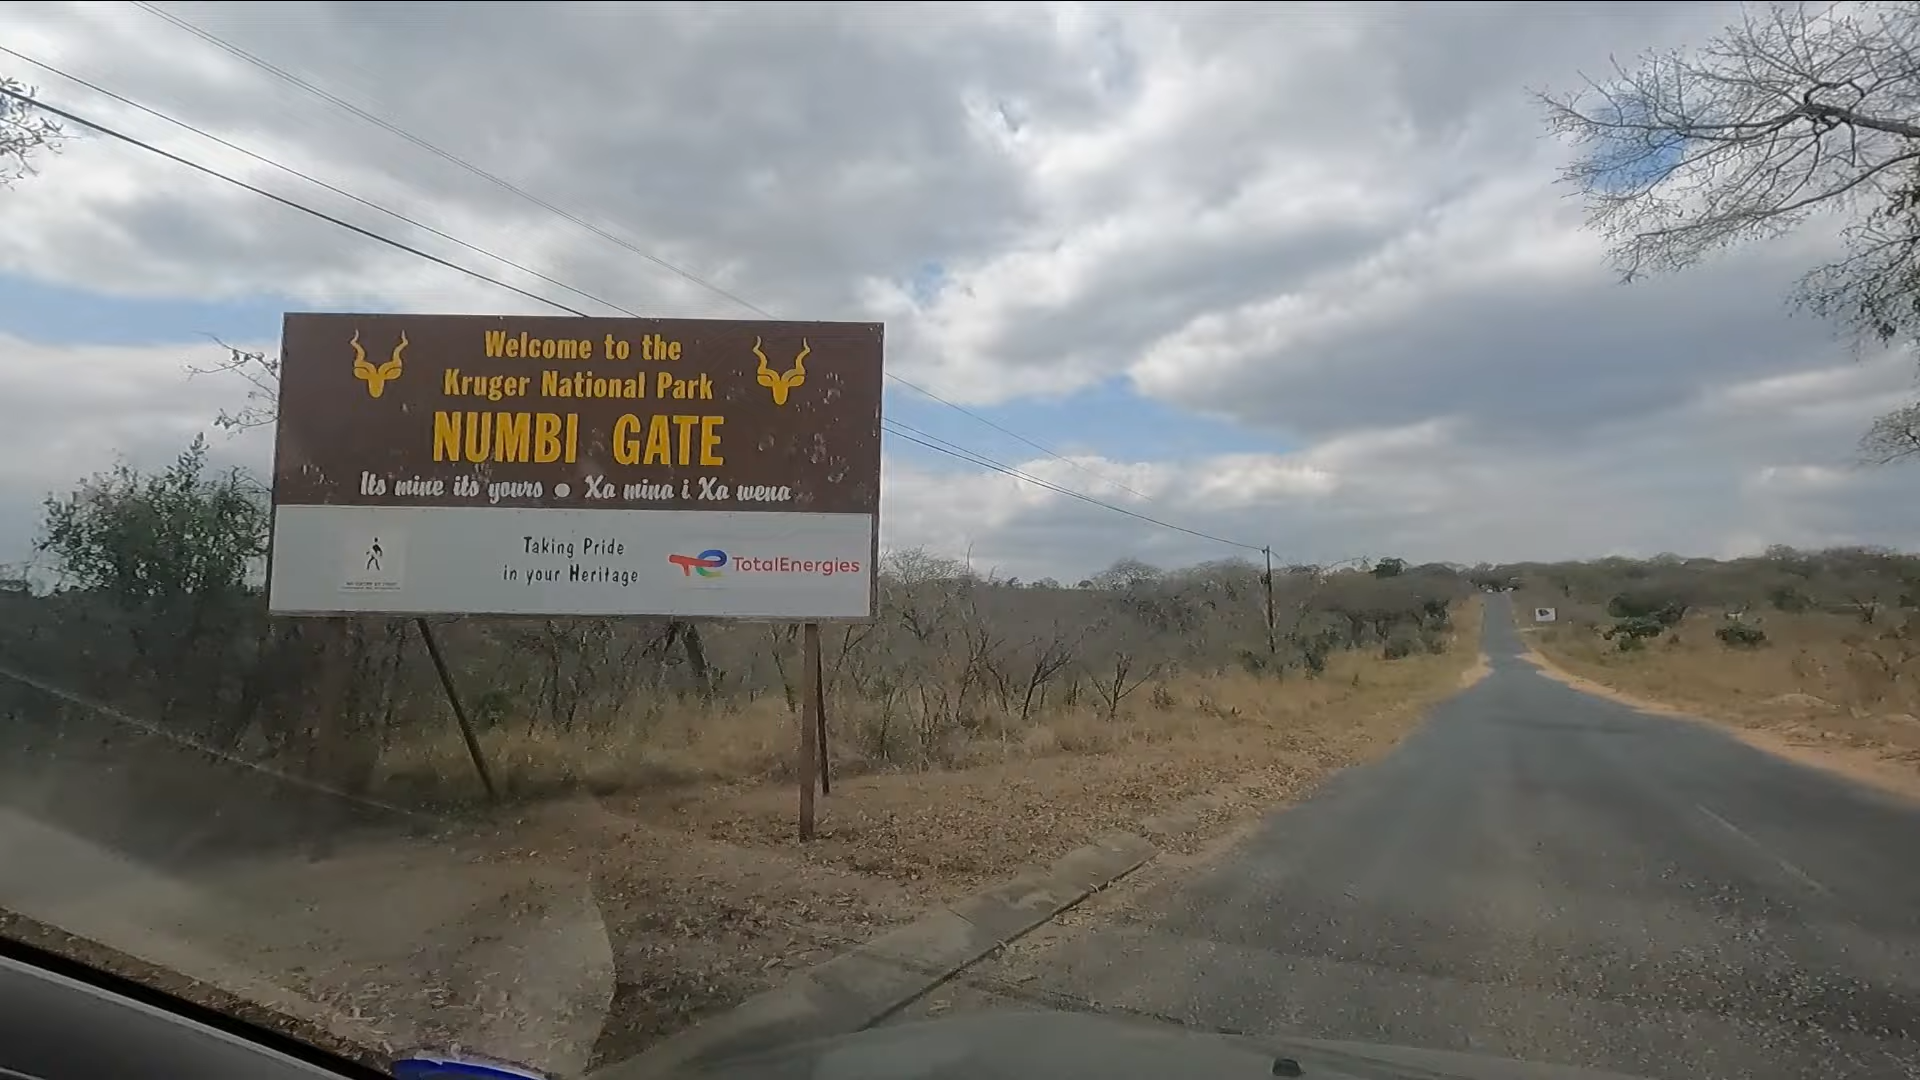 Welcome to the
Kruger National Park
NUMBI GATE
Its mine its yours ● Xa mina i Xa wena
Taking Pride
in your Heritage
TotalEnergies